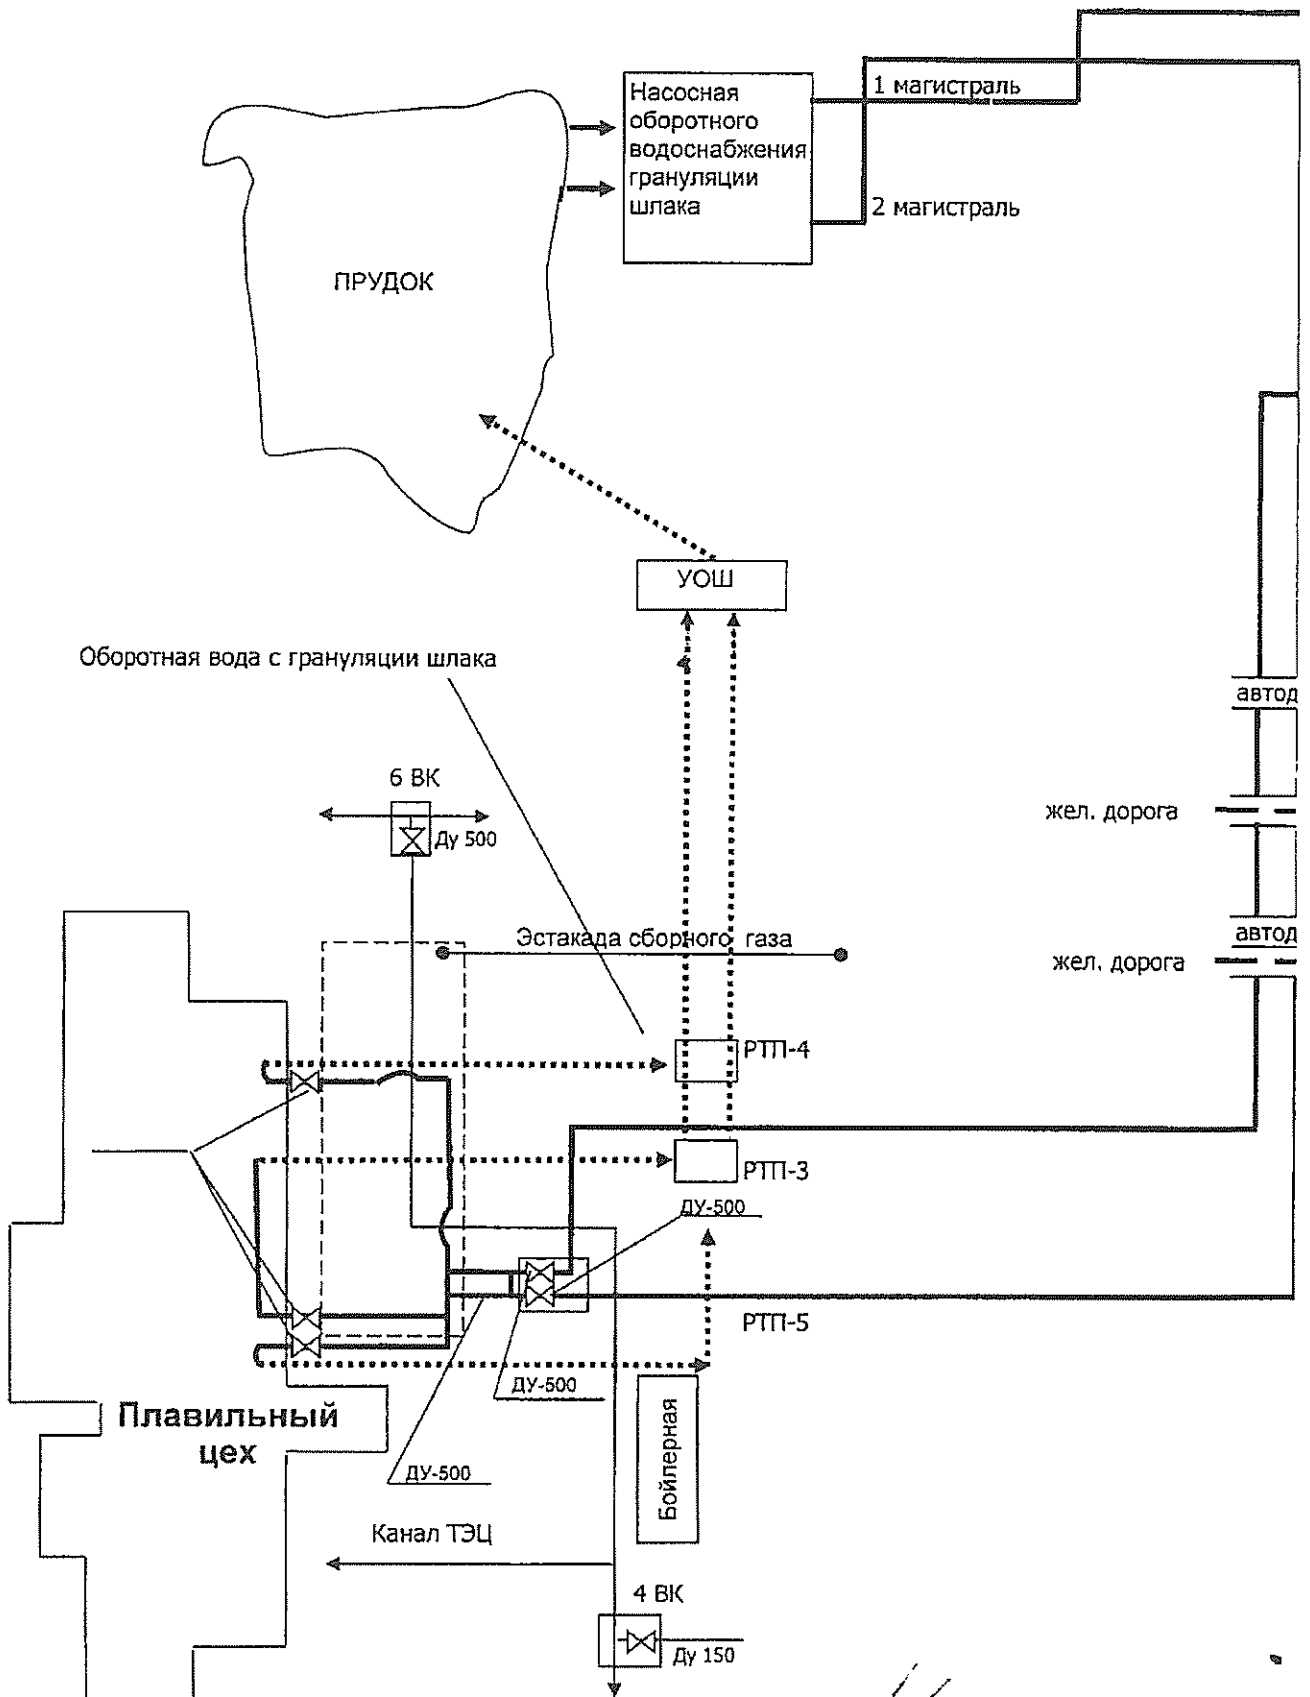 1 магистраль
Насосная
оборотного
водоснабжения
грануляции
шлака
2 магистраль
ПРУДОК
УОШ
Оборотная вода с грануляции шлака
автод
6 ВК
Ду 500
жел. дорога
Эстакада сборного газа
автод
жел. дорога
РТП-4
РТП-3
ДУ-500
РТП-5
ДУ-500
Плавильный
цех
ДУ-500
Бойлерная
Канал ТЭЦ
4 ВК
Ду 150